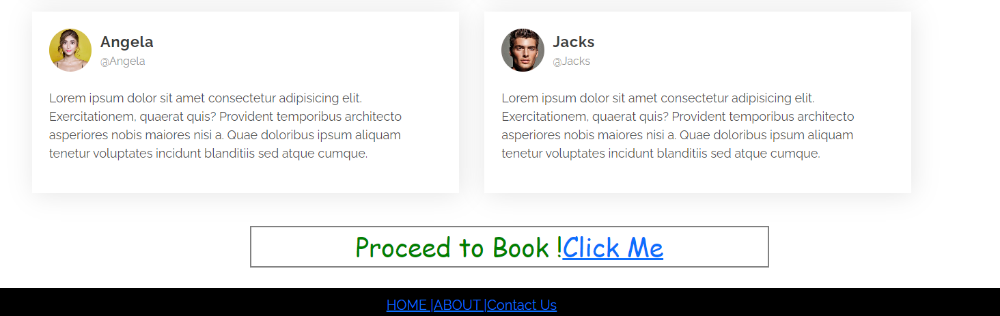 Angela
@Angela
Lorem ipsum dolor sit amet consectetur adipisicing elit.
Exercitationem, quaerat quis? Provident temporibus architecto
asperiores nobis maiores nisi a. Quae doloribus ipsum aliquam
tenetur voluptates incidunt blanditiis sed atque cumque.
Jacks
@Jacks
Lorem ipsum dolor sit amet consectetur adipisicing elit.
Exercitationem, quaerat quis? Provident temporibus architecto
asperiores nobis maiores nisi a. Quae doloribus ipsum aliquam
tenetur voluptates incidunt blanditiis sed atque cumque.
Proceed to Book !Click Me
HOME |ABOUT |Contact Us